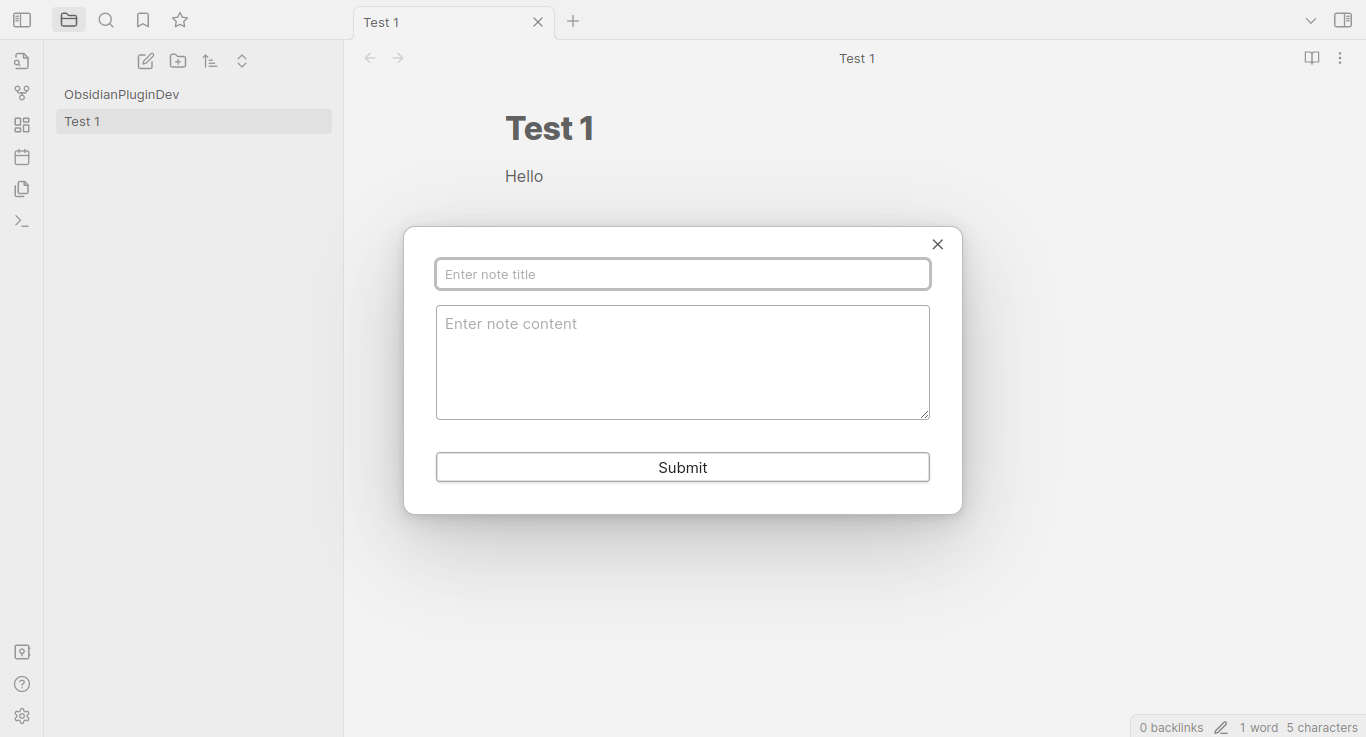 Test 1
Test 1
ObsidianPluginDev
Test 1
Test 1
Hello
Enter note title
Enter note content
Submit
0 backlinks 1 word 5 characters